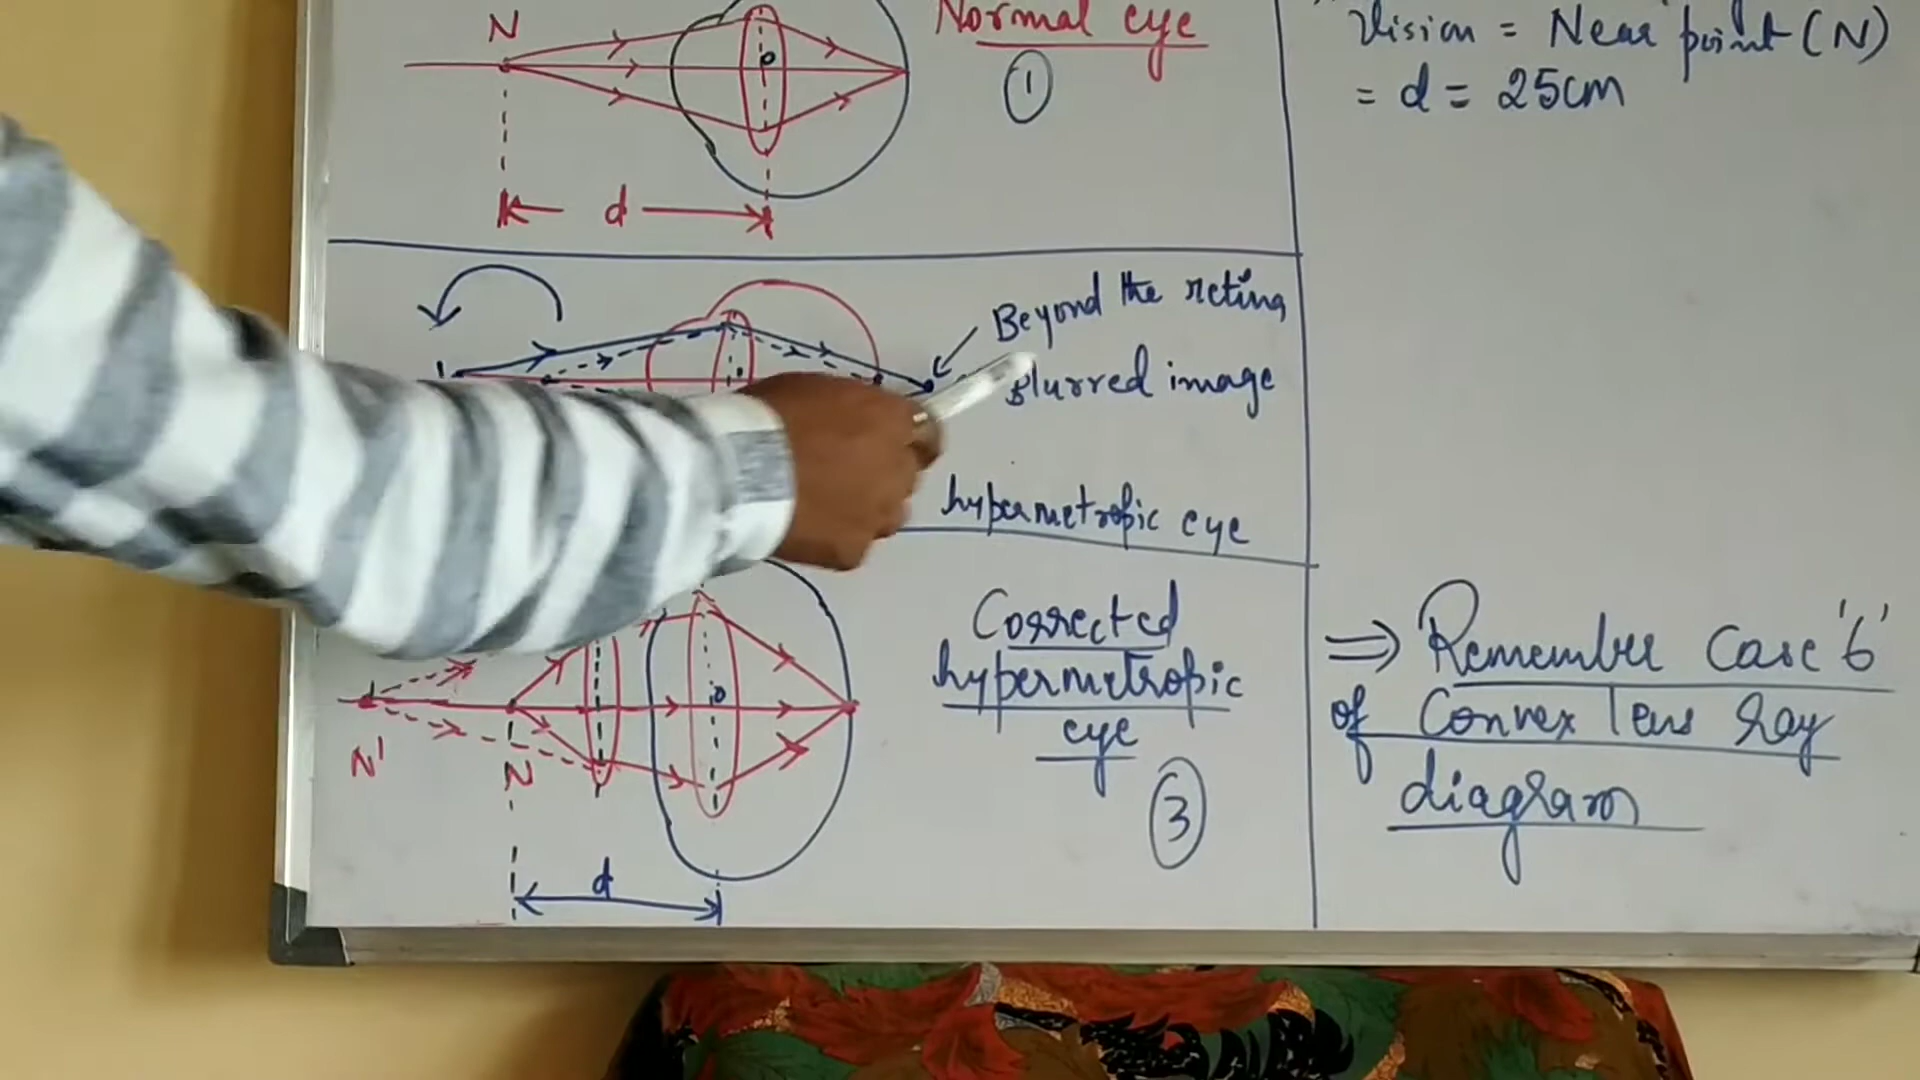 N
Normal eye
1
d
Vision = Near point (N)
= d = 25cm
Beyond the retina
Blurred image
hypermetropic eye
Corrected
hypermetropic
eye
3
N'
N
d
⇒ Remember Case '6'
of Convex lens ray
diagram